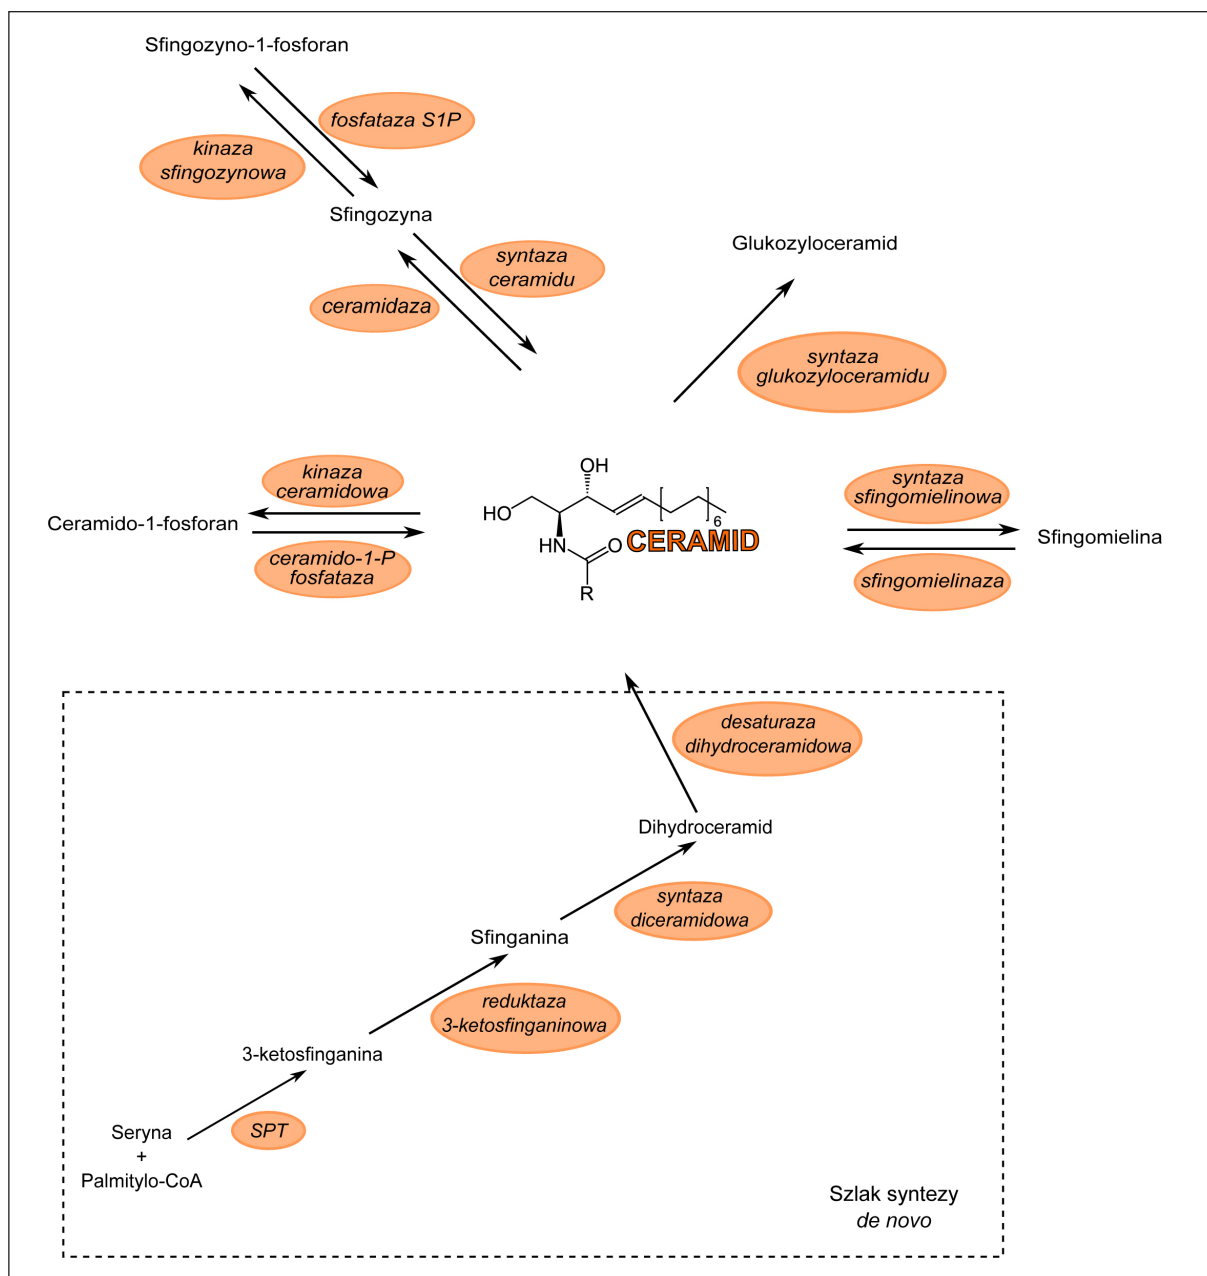 Sfingozyno-1-fosforan
fosfataza S1P
kinaza
sfingozynowa
Sfingozyna
syntaza
ceramidu
ceramidaza
Glukozyloceramid
syntaza
glukozyloceramidu
kinaza
ceramidowa
Ceramido-1-fosforan
ceramido-1-P
fosfataza
OH
HO
6
HN
O
CERAMID
R
syntaza
sfingomielinowa
Sfingomielina
sfingomielinaza
desaturaza
dihydroceramidowa
Dihydroceramid
syntaza
diceramidowa
Sfinganina
reduktaza
3-ketosfinganinowa
3-ketosfinganina
SPT
Seryna
+
Palmitylo-CoA
Szlak syntezy
de novo